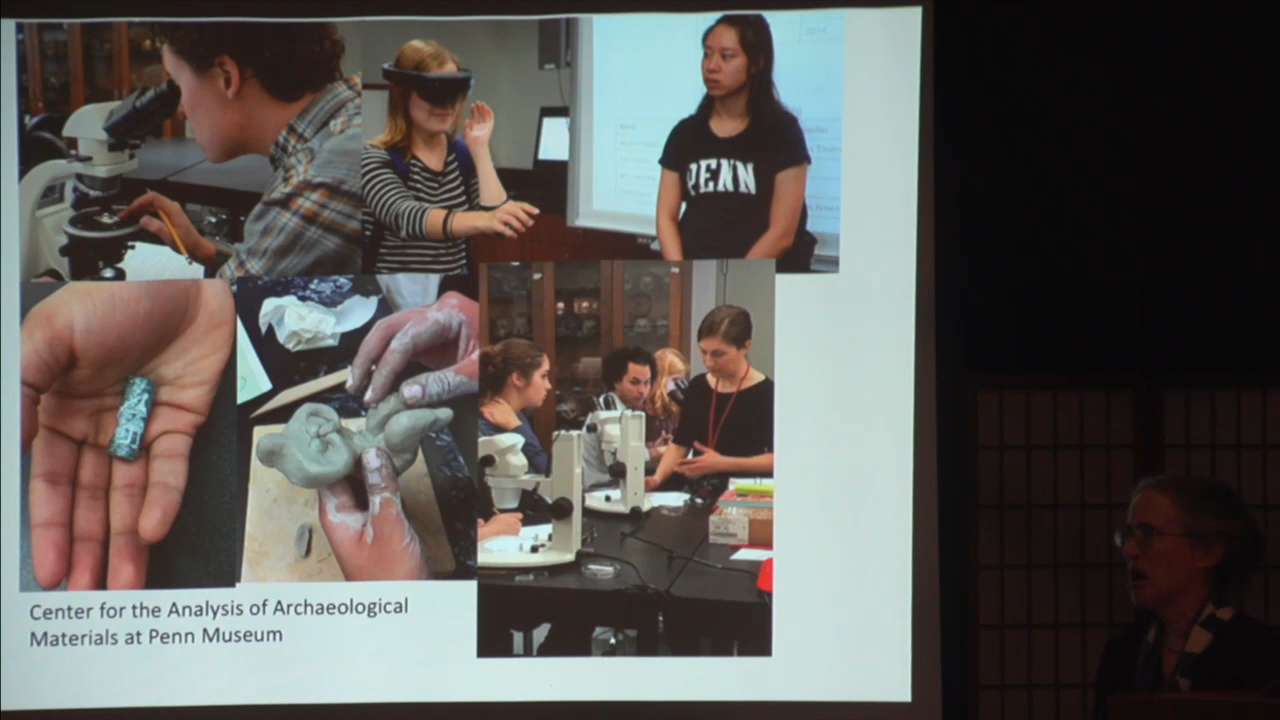 PENN
Center for the Analysis of Archaeological
Materials at Penn Museum